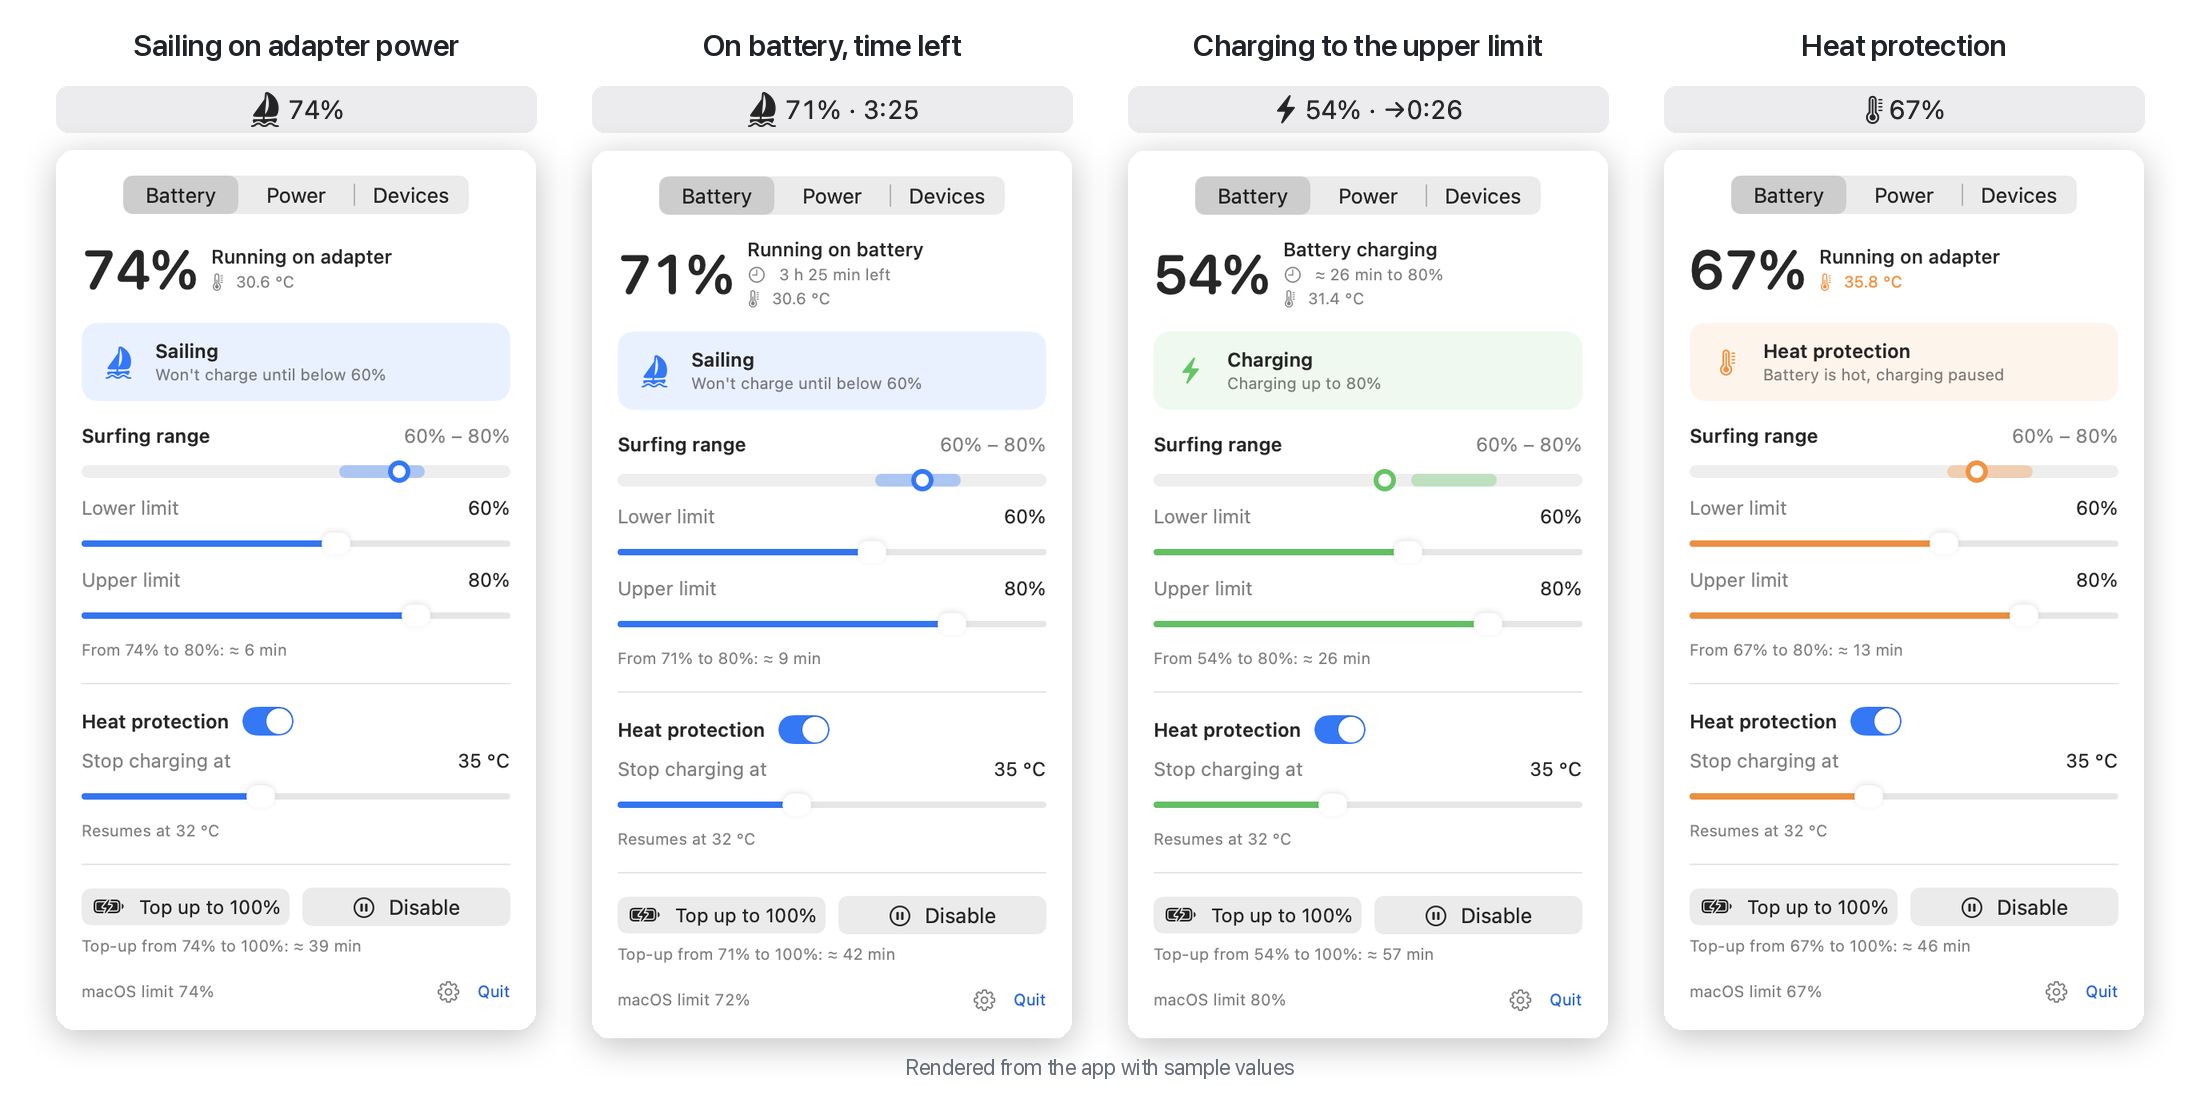 Sailing on adapter power
74%
Battery Power Devices
74%
Running on adapter
30.6 °C
Sailing
Won't charge until below 60%
Surfing range 60% – 80%
Lower limit 60%
Upper limit 80%
From 74% to 80%: ≈ 6 min
Heat protection
Stop charging at 35 °C
Resumes at 32 °C
Top up to 100% Disable
Top-up from 74% to 100%: ≈ 39 min
macOS limit 74% Quit
On battery, time left
71% · 3:25
Battery Power Devices
71%
Running on battery
3 h 25 min left
30.6 °C
Sailing
Won't charge until below 60%
Surfing range 60% – 80%
Lower limit 60%
Upper limit 80%
From 71% to 80%: ≈ 9 min
Heat protection
Stop charging at 35 °C
Resumes at 32 °C
Top up to 100% Disable
Top-up from 71% to 100%: ≈ 42 min
macOS limit 72% Quit
Charging to the upper limit
54% · →0:26
Battery Power Devices
54%
Battery charging
≈ 26 min to 80%
31.4 °C
Charging
Charging up to 80%
Surfing range 60% – 80%
Lower limit 60%
Upper limit 80%
From 54% to 80%: ≈ 26 min
Heat protection
Stop charging at 35 °C
Resumes at 32 °C
Top up to 100% Disable
Top-up from 54% to 100%: ≈ 57 min
macOS limit 80% Quit
Heat protection
67%
Battery Power Devices
67%
Running on adapter
35.8 °C
Heat protection
Battery is hot, charging paused
Surfing range 60% – 80%
Lower limit 60%
Upper limit 80%
From 67% to 80%: ≈ 13 min
Heat protection
Stop charging at 35 °C
Resumes at 32 °C
Top up to 100% Disable
Top-up from 67% to 100%: ≈ 46 min
macOS limit 67% Quit
Rendered from the app with sample values